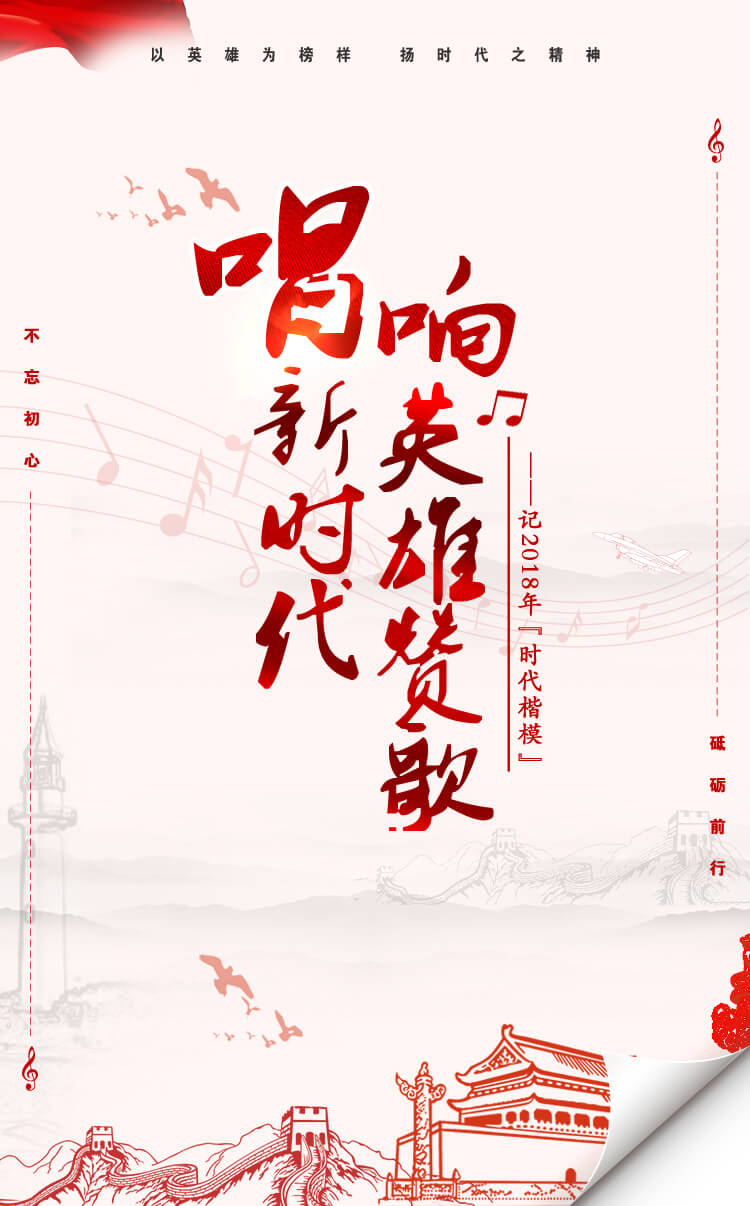 以英雄为榜样 扬时代之精神
唱响英雄赞歌
新时代
——记2018年『时代楷模』
不忘初心
砥砺前行